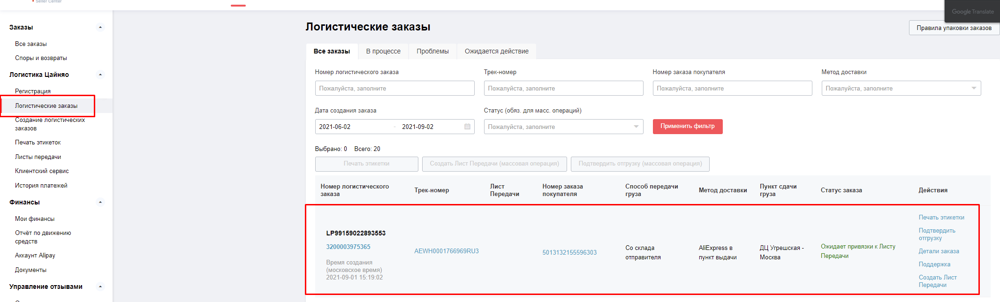 Seller Center
Google Translate
Заказы
Все заказы
Споры и возвраты
Логистика Цайняо
Регистрация
Логистические заказы
Создание логистических
заказов
Печать этикеток
Листы передачи
Клиентский сервис
История платежей
Финансы
Мои финансы
Отчёт по движению
средств
Аккаунт Alipay
Документы
Управление отзывами
Логистические заказы
Правила упаковки заказов
Все заказы
В процессе
Проблемы
Ожидается действие
Номер логистического заказа
Трек-номер
Номер заказа покупателя
Метод доставки
Пожалуйста, заполните
Пожалуйста, заполните
Пожалуйста, заполните
Пожалуйста, заполните
Дата создания заказа
Статус (обяз. для масс. операций)
2021-06-02 - 2021-09-02
Пожалуйста, заполните
Применить фильтр
Выбрано: 0 Всего: 20
Печать этикетки
Создать Лист Передачи (массовая операция)
Подтвердить отгрузку (массовая операция)
Номер логистического
заказа
Трек-номер
Лист
Передачи
Номер заказа
покупателя
Способ передачи
груза
Метод доставки
Пункт сдачи
груза
Статус заказа
Действия
LP99159022893553
3200003975365
Время создания
(московское время)
2021-09-01 15:19:02
AEWH0001766969RU3
5013132155596303
Со склада
отправителя
AliExpress в
пункт выдачи
ДЦ Угрешская -
Москва
Ожидает привязки к Листу
Передачи
Печать этикетки
Подтвердить
отгрузку
Детали заказа
Поддержка
Создать Лист
Передачи